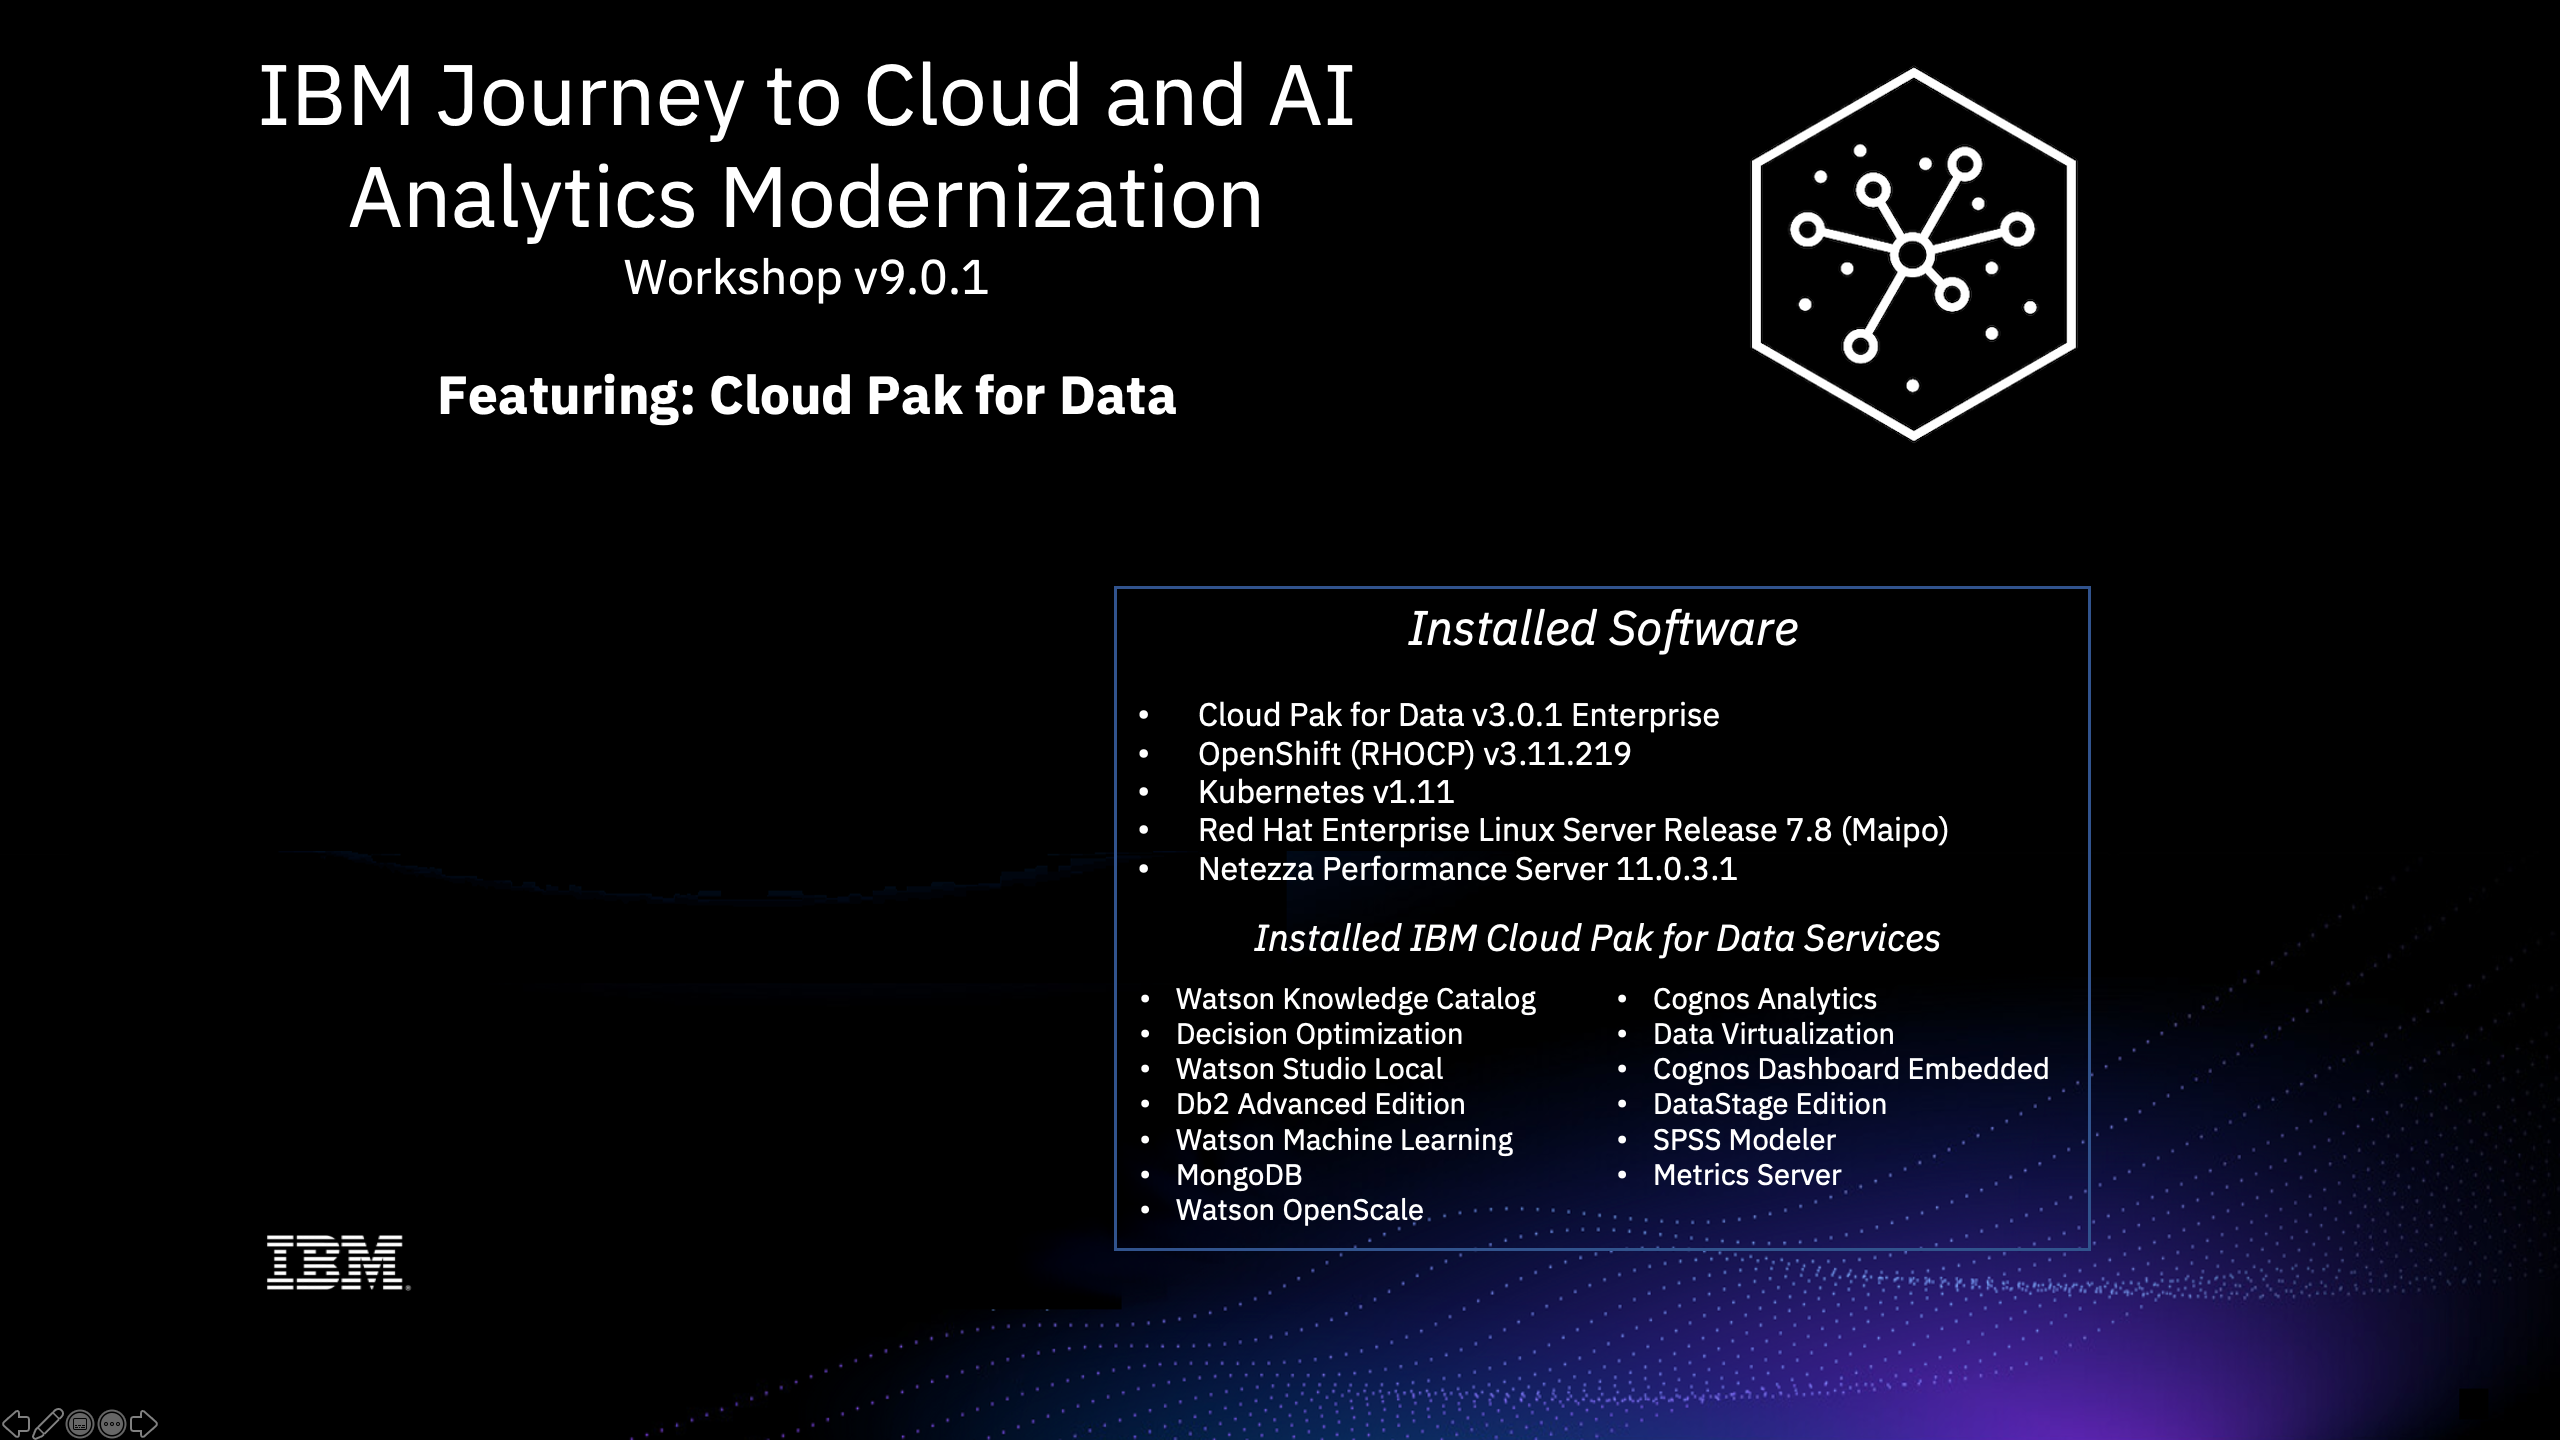 IBM Journey to Cloud and AI
Analytics Modernization
Workshop v9.0.1
Featuring: Cloud Pak for Data
Installed Software
• Cloud Pak for Data v3.0.1 Enterprise
• OpenShift (RHOCP) v3.11.219
• Kubernetes v1.11
• Red Hat Enterprise Linux Server Release 7.8 (Maipo)
• Netezza Performance Server 11.0.3.1
Installed IBM Cloud Pak for Data Services
• Watson Knowledge Catalog
• Decision Optimization
• Watson Studio Local
• Db2 Advanced Edition
• Watson Machine Learning
• MongoDB
• Watson OpenScale
• Cognos Analytics
• Data Virtualization
• Cognos Dashboard Embedded
• DataStage Edition
• SPSS Modeler
• Metrics Server
IBM®